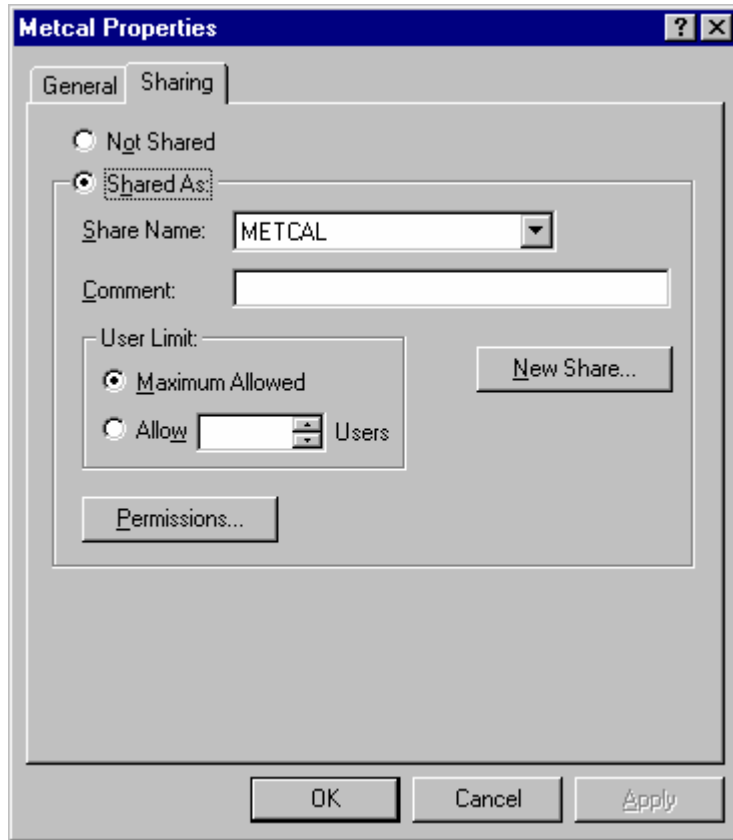 Metcal Properties
General Sharing
Not Shared
Shared As:
Share Name: METCAL
Comment:
User Limit:
Maximum Allowed
New Share...
Allow Users
Permissions...
OK Cancel Apply